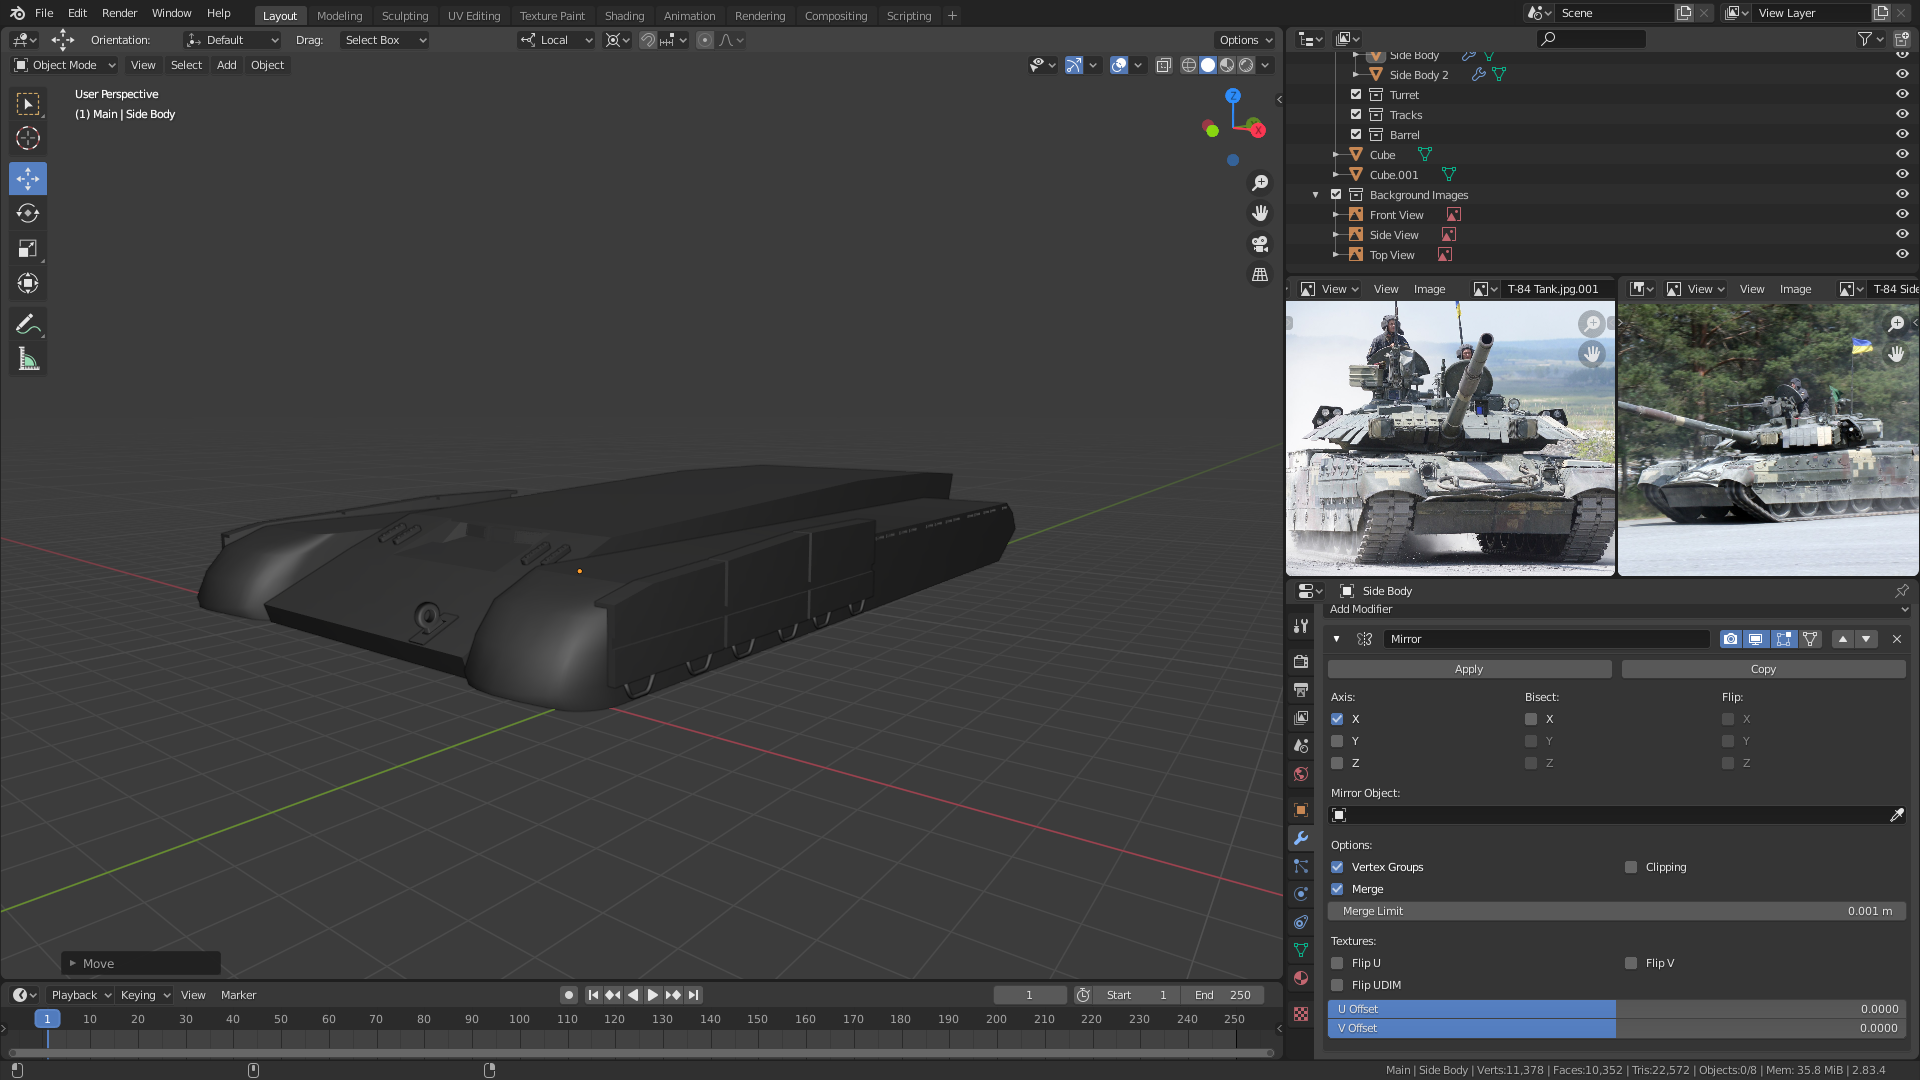 File Edit Render Window Help Layout Modeling Sculpting UV Editing Texture Paint Shading Animation Rendering Compositing Scripting + Scene View Layer
Orientation: Default Drag: Select Box Local Options
Object Mode View Select Add Object
User Perspective
(1) Main | Side Body
Z
X
Side Body
Side Body 2
Turret
Tracks
Barrel
Cube
Cube.001
Background Images
Front View
Side View
Top View
View View Image T-84 Tank.jpg.001
View View Image T-84 Side
Side Body
Add Modifier
Mirror
Apply Copy
Axis: Bisect: Flip:
X X X
Y Y Y
Z Z Z
Mirror Object:
Options:
Vertex Groups Clipping
Merge
Merge Limit 0.001 m
Textures:
Flip U Flip V
Flip UDIM
U Offset 0.0000
V Offset 0.0000
Move
Playback Keying View Marker 1 Start 1 End 250
1 10 20 30 40 50 60 70 80 90 100 110 120 130 140 150 160 170 180 190 200 210 220 230 240 250
Main | Side Body | Verts:11,378 | Faces:10,352 | Tris:22,572 | Objects:0/8 | Mem: 35.8 MiB | 2.83.4